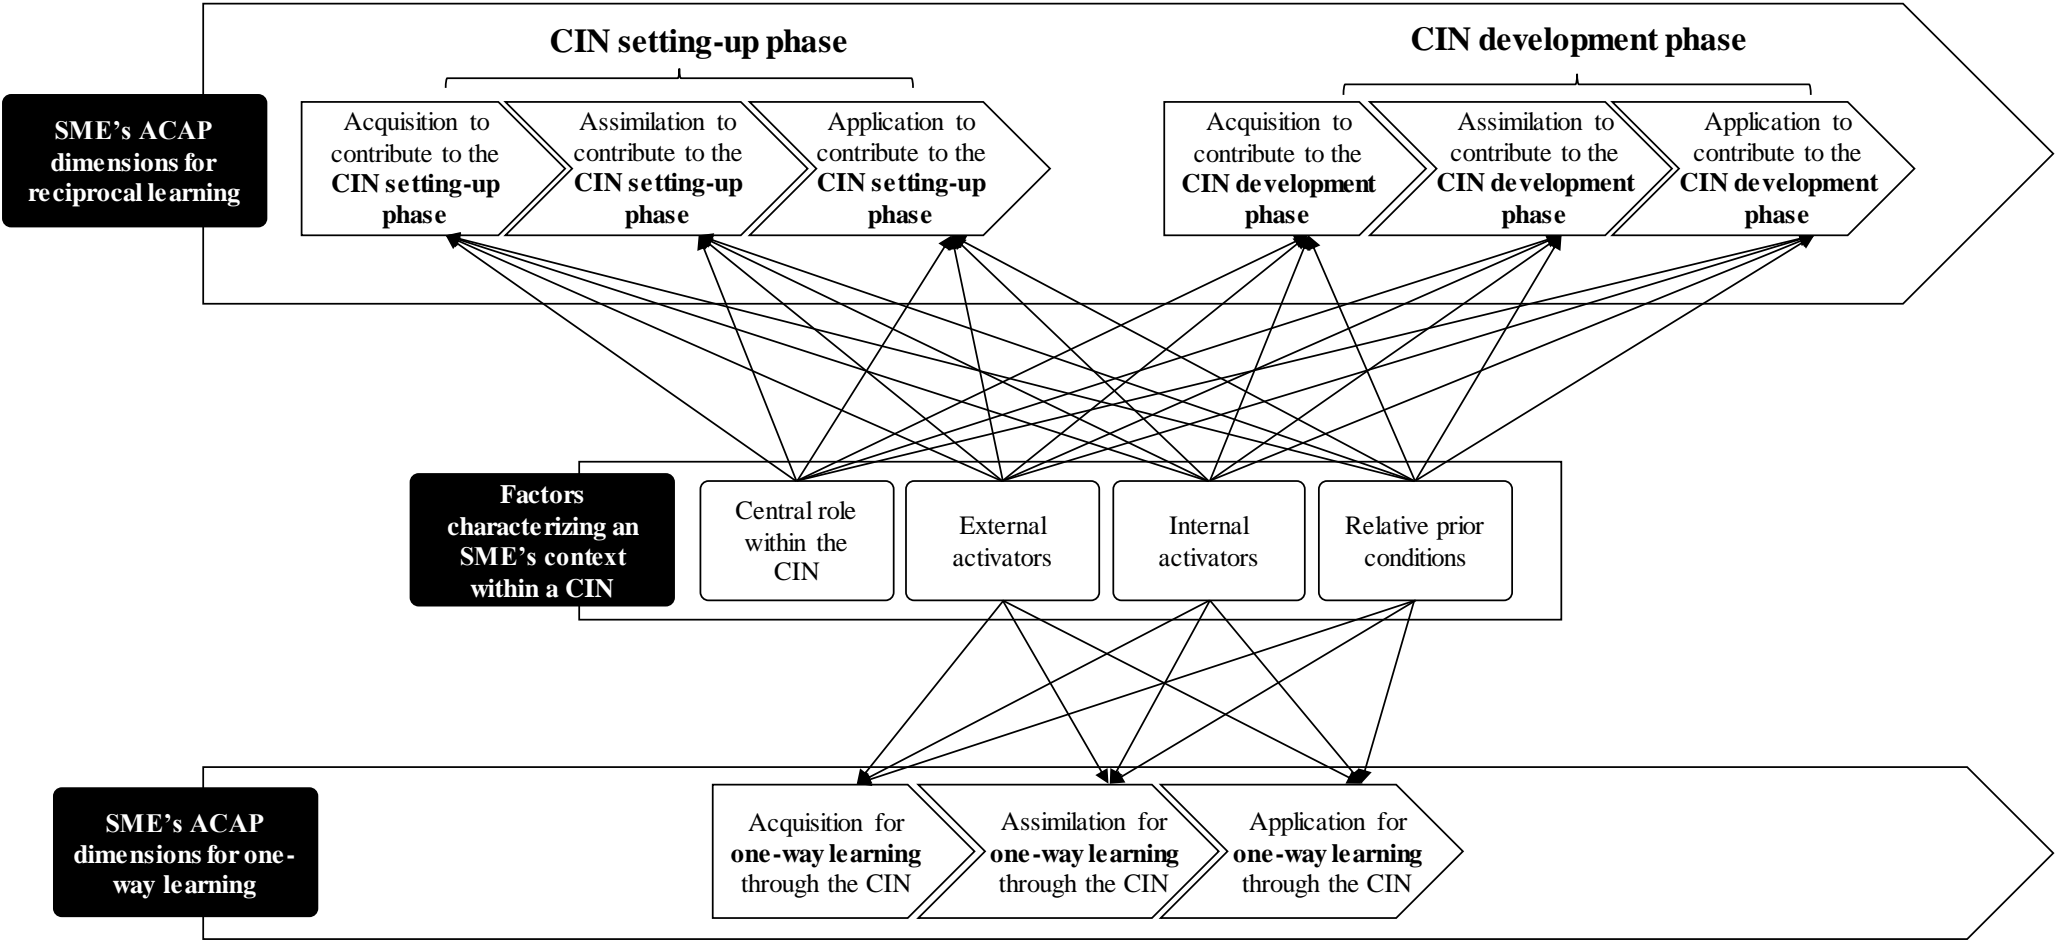 CIN setting-up phase
CIN development phase
SME's ACAP
dimensions for
reciprocal learning
Acquisition to
contribute to the
CIN setting-up
phase
Assimilation to
contribute to the
CIN setting-up
phase
Application to
contribute to the
CIN setting-up
phase
Acquisition to
contribute to the
CIN development
phase
Assimilation to
contribute to the
CIN development
phase
Application to
contribute to the
CIN development
phase
Factors
characterizing an
SME's context
within a CIN
Central role
within the
CIN
External
activators
Internal
activators
Relative prior
conditions
SME's ACAP
dimensions for one-
way learning
Acquisition for
one-way learning
through the CIN
Assimilation for
one-way learning
through the CIN
Application for
one-way learning
through the CIN